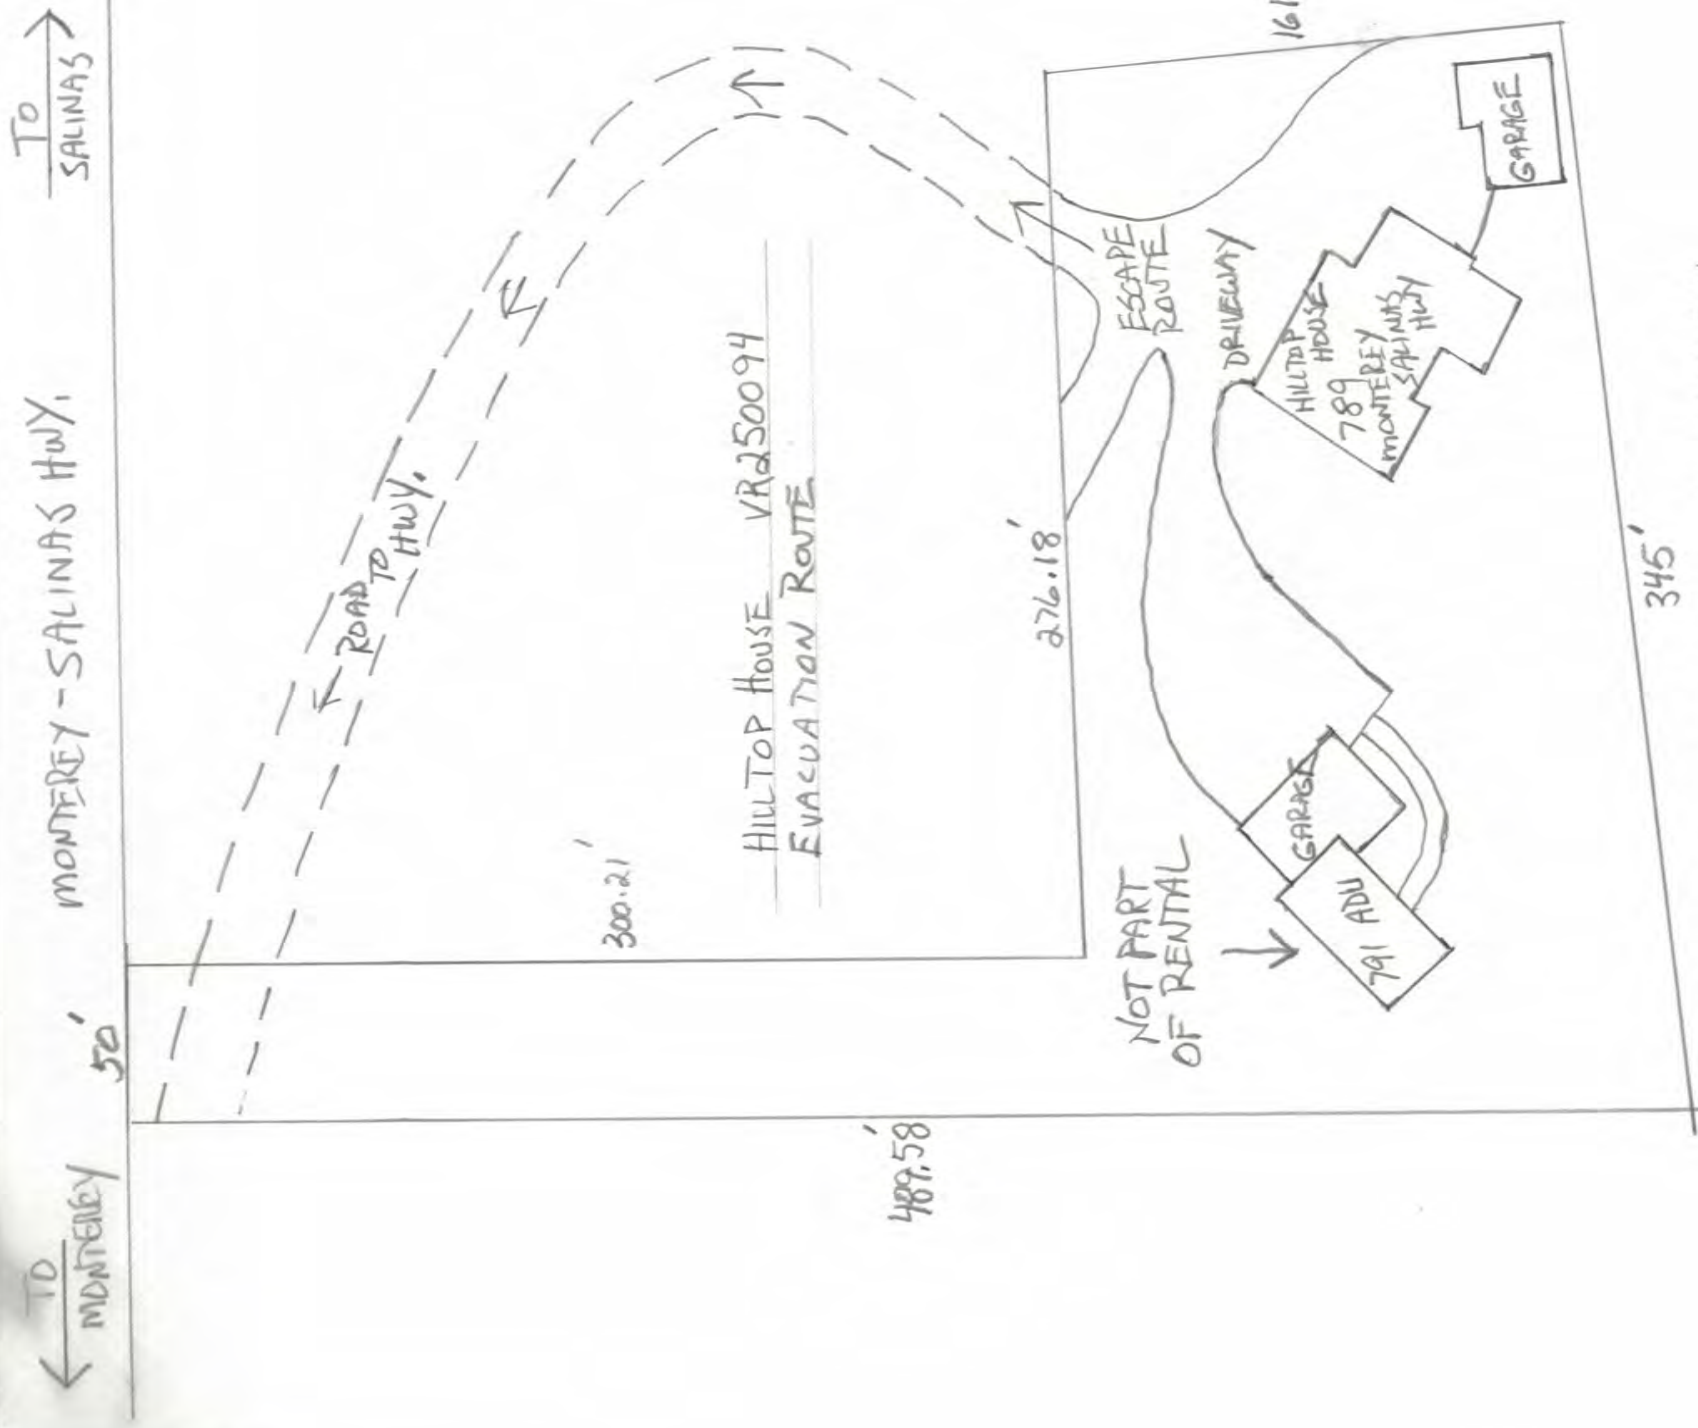 TO
SALINAS
MONTEREY-SALINAS HWY.
50'
TO
MONTEREY
ROAD TO HWY.
300.21'
HILLTOP HOUSE VR250094
EVACUATION ROUTE
489.58'
276.18'
161
ESCAPE
ROUTE
DRIVEWAY
HILLTOP
HOUSE
789
MONTEREY
SALINAS
HWY
GARAGE
NOT PART
OF RENTAL
GARAGE
791 ADU
345'